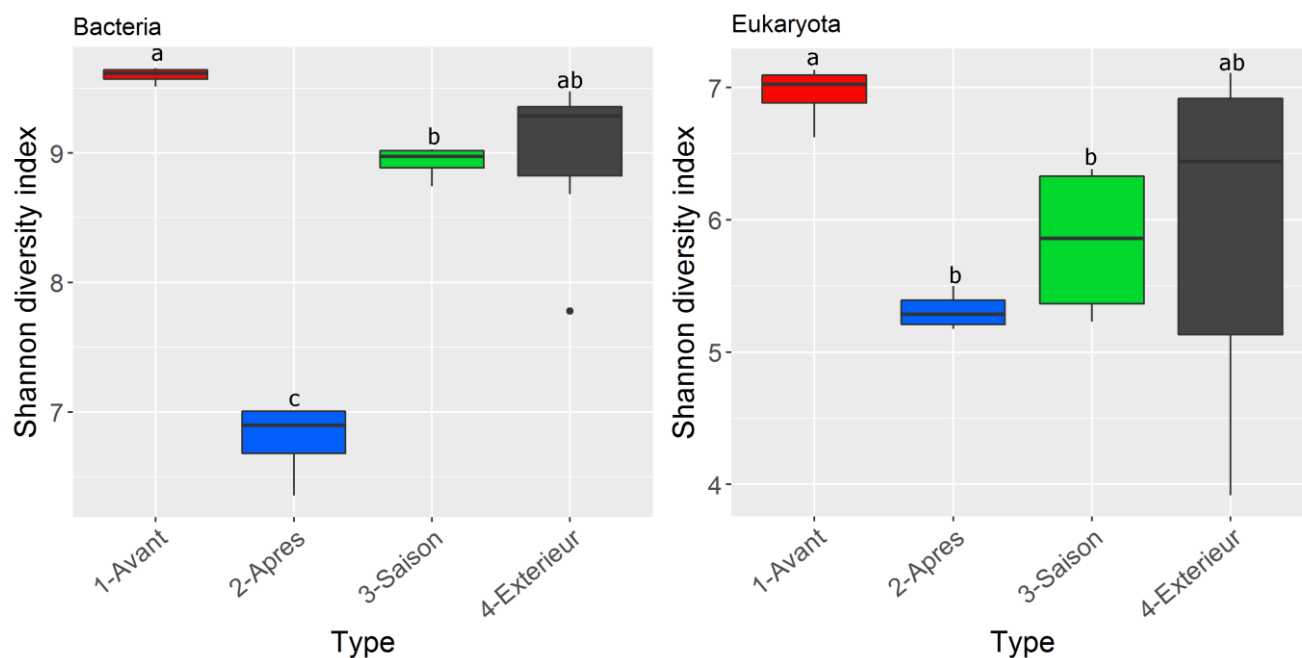 Bacteria
Shannon diversity index
9
8
7
a
c
b
ab
1-Avant
2-Apres
3-Saison
4-Exterieur
Type
Eukaryota
Shannon diversity index
7
6
5
4
a
b
b
ab
1-Avant
2-Apres
3-Saison
4-Exterieur
Type